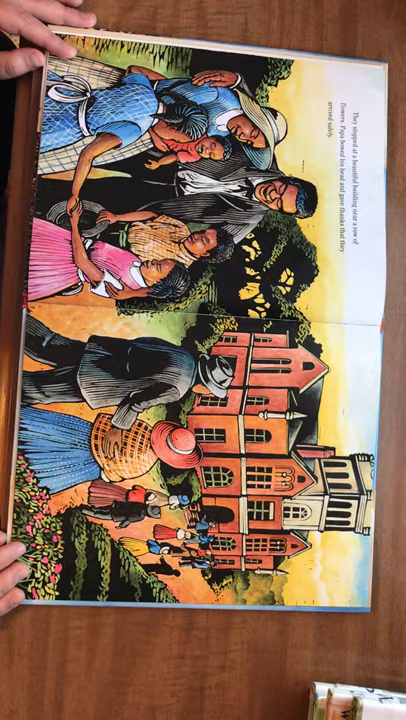 They stopped at a beautiful building near a row of
flowers. Papa bowed his head and gave thanks that they
arrived safely.